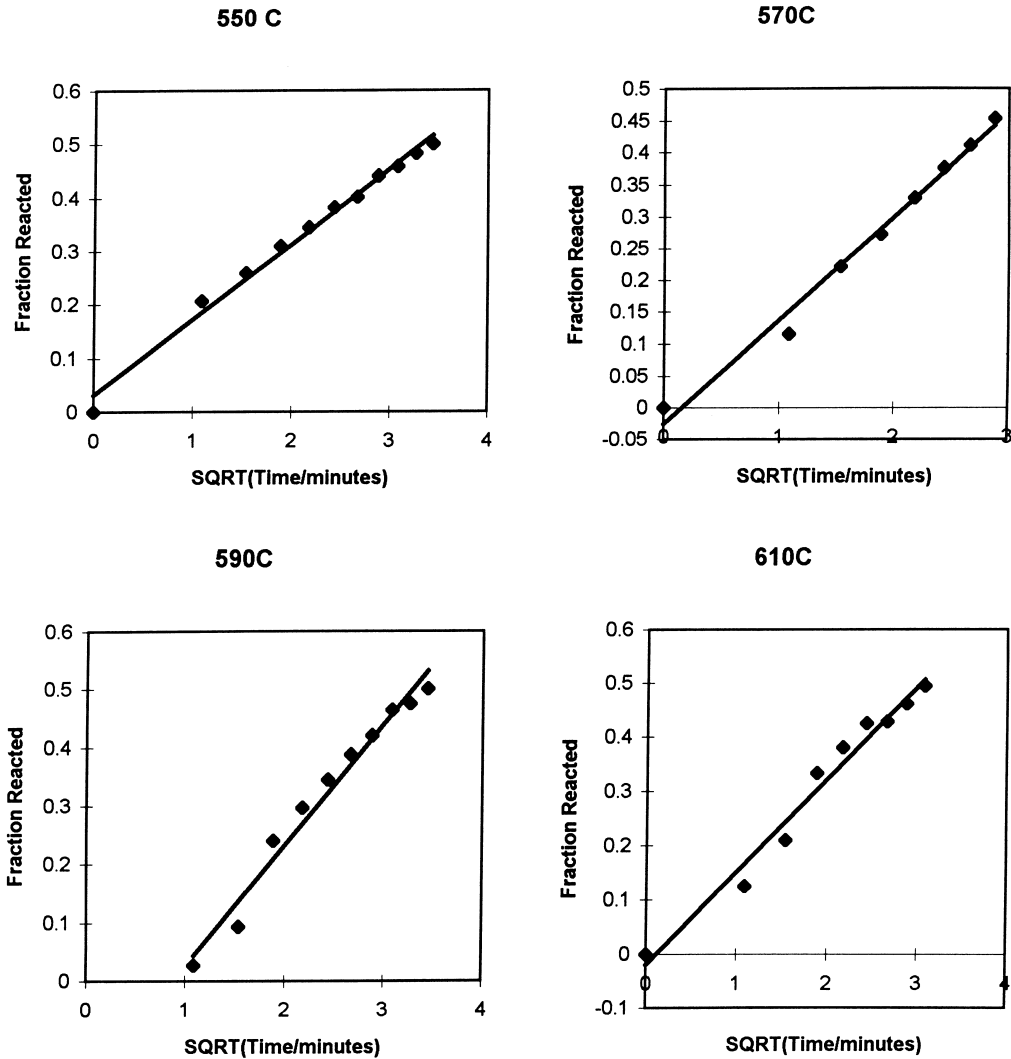 550 C
0.6
0.5
0.4
0.3
0.2
0.1
0
0 1 2 3 4
Fraction Reacted
SQRT(Time/minutes)
570C
0.5
0.45
0.4
0.35
0.3
0.25
0.2
0.15
0.1
0.05
0
-0.05
0 1 2 3
Fraction Reacted
SQRT(Time/minutes)
590C
0.6
0.5
0.4
0.3
0.2
0.1
0
0 1 2 3 4
Fraction Reacted
SQRT(Time/minutes)
610C
0.6
0.5
0.4
0.3
0.2
0.1
0
-0.1
0 1 2 3 4
Fraction Reacted
SQRT(Time/minutes)